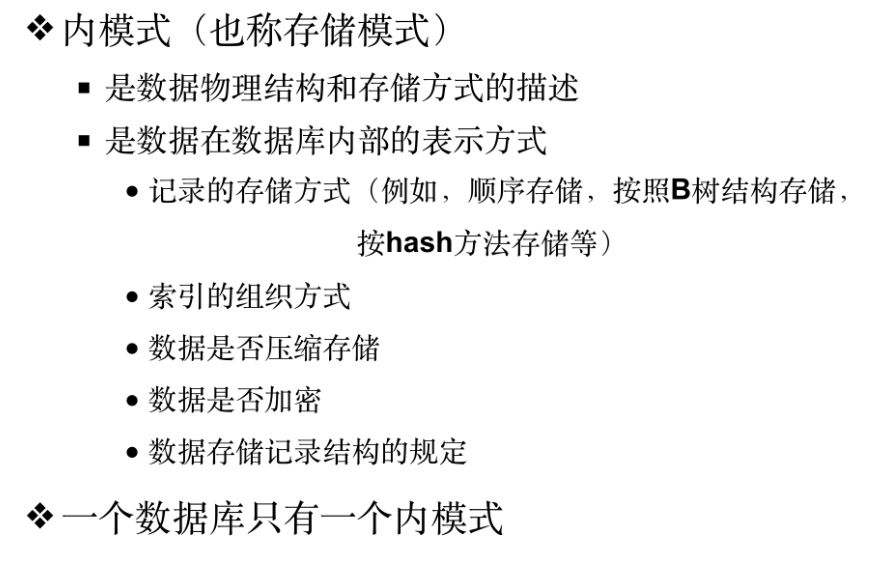 ❖ 内模式（也称存储模式）
▪ 是数据物理结构和存储方式的描述
▪ 是数据在数据库内部的表示方式
• 记录的存储方式（例如，顺序存储，按照B树结构存储，
按hash方法存储等）
• 索引的组织方式
• 数据是否压缩存储
• 数据是否加密
• 数据存储记录结构的规定
❖ 一个数据库只有一个内模式